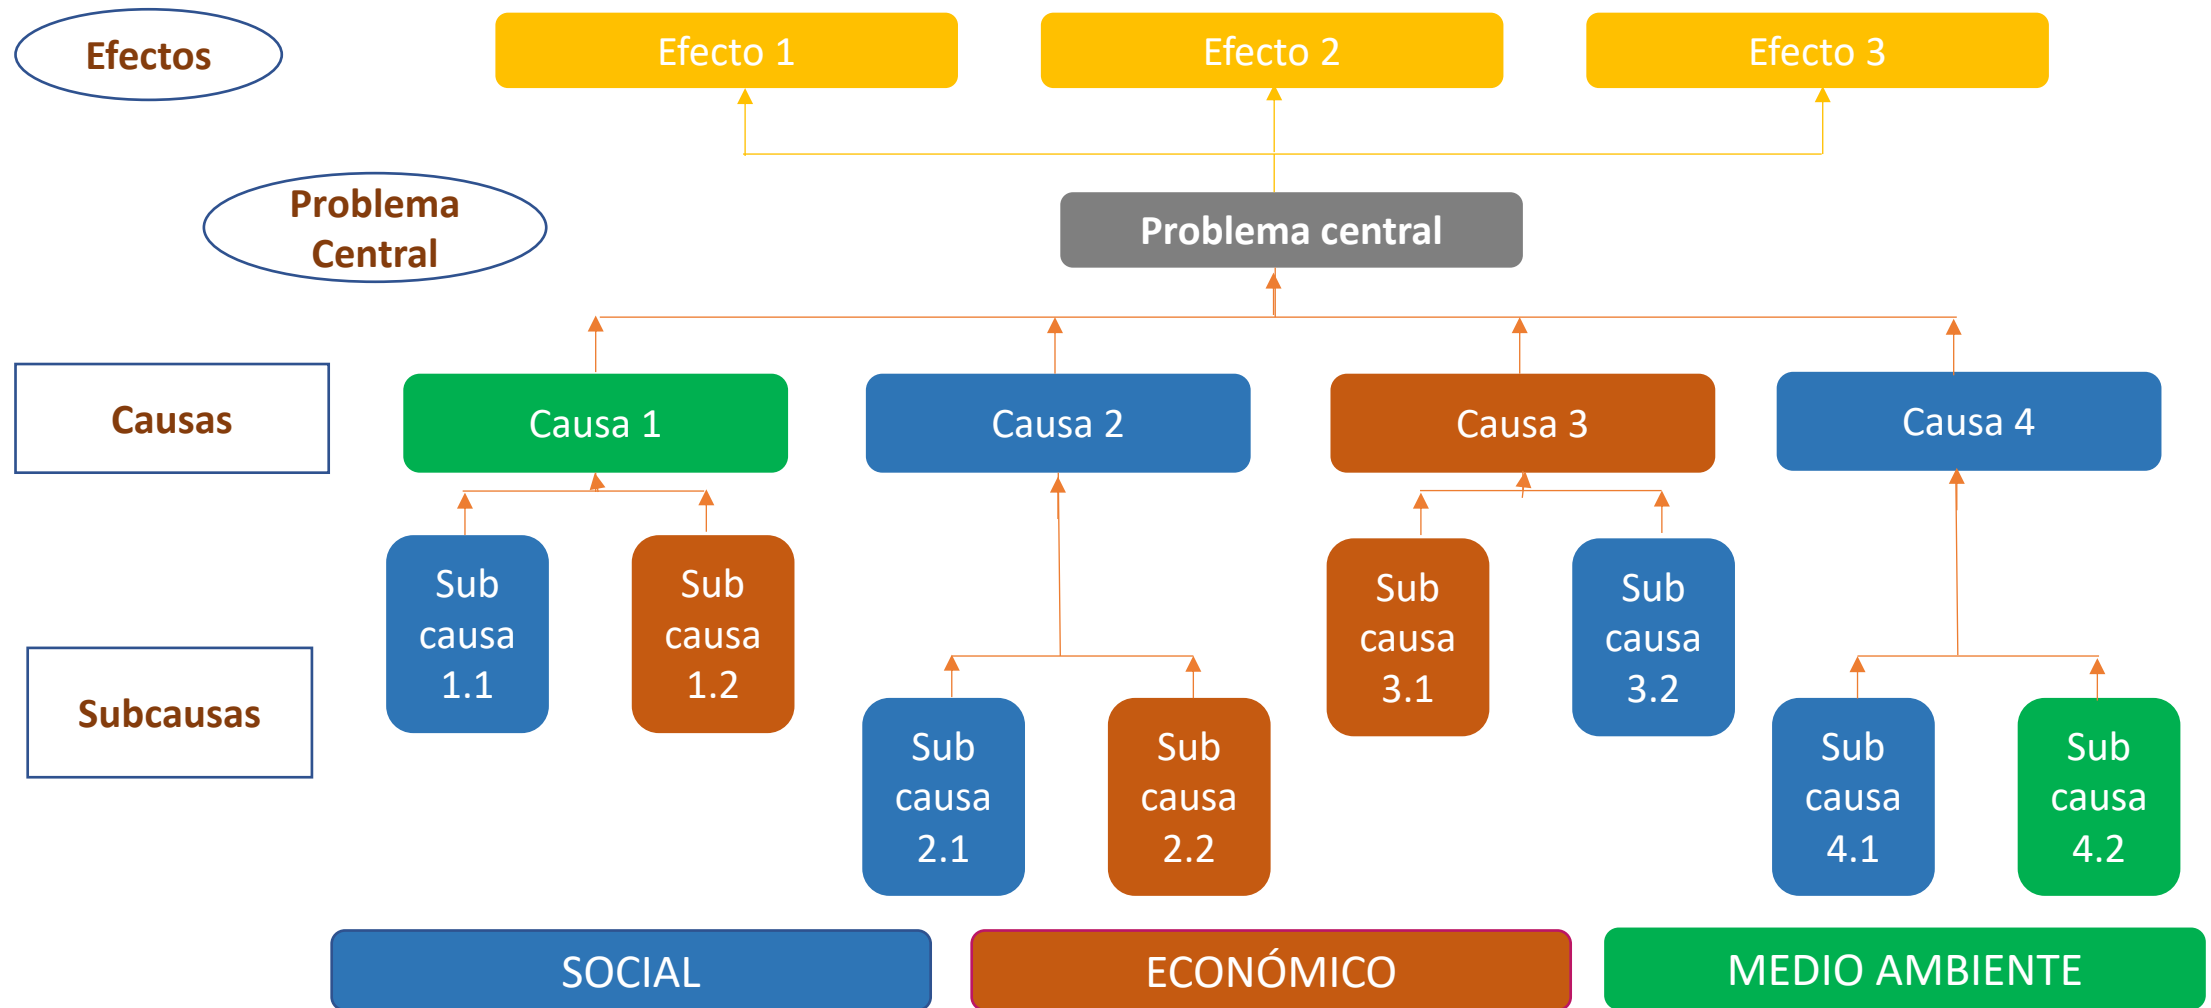 Efectos
Efecto 1
Efecto 2
Efecto 3
Problema
Central
Problema central
Causas
Causa 1
Causa 2
Causa 3
Causa 4
Subcausas
Sub
causa
1.1
Sub
causa
1.2
Sub
causa
2.1
Sub
causa
2.2
Sub
causa
3.1
Sub
causa
3.2
Sub
causa
4.1
Sub
causa
4.2
SOCIAL
ECONÓMICO
MEDIO AMBIENTE